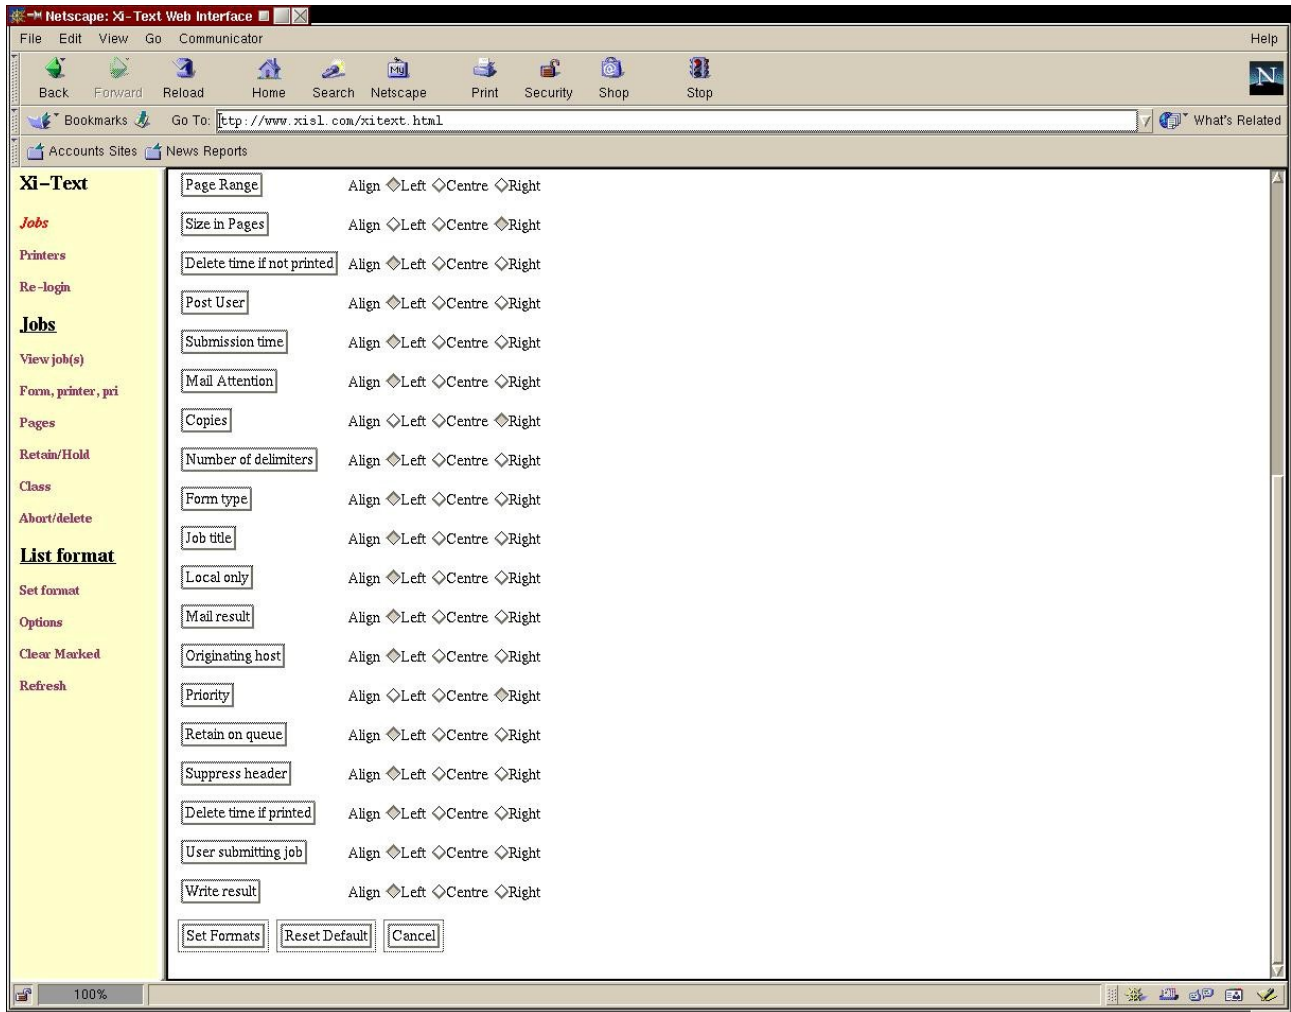 Netscape: Xi-Text Web Interface
File Edit View Go Communicator Help
Back Forward Reload Home Search Netscape Print Security Shop Stop
My
N
Bookmarks Go To: ttp://www.xisl.com/xitext.html What's Related
Accounts Sites News Reports
Xi-Text
Jobs
Printers
Re-login
Jobs
View job(s)
Form, printer, pri
Pages
Retain/Hold
Class
Abort/delete
List format
Set format
Options
Clear Marked
Refresh
Page Range Align Left Centre Right
Size in Pages Align Left Centre Right
Delete time if not printed Align Left Centre Right
Post User Align Left Centre Right
Submission time Align Left Centre Right
Mail Attention Align Left Centre Right
Copies Align Left Centre Right
Number of delimiters Align Left Centre Right
Form type Align Left Centre Right
Job title Align Left Centre Right
Local only Align Left Centre Right
Mail result Align Left Centre Right
Originating host Align Left Centre Right
Priority Align Left Centre Right
Retain on queue Align Left Centre Right
Suppress header Align Left Centre Right
Delete time if printed Align Left Centre Right
User submitting job Align Left Centre Right
Write result Align Left Centre Right
Set Formats Reset Default Cancel
100%